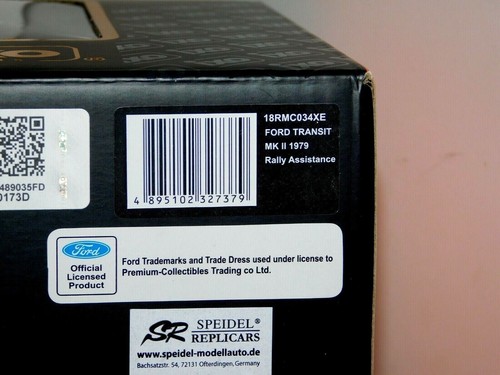 18RMC034XE
FORD TRANSIT
MK II 1979
Rally Assistance
4 895102 327379
489035FD
0173D
Ford
Official
Licensed
Product
Ford Trademarks and Trade Dress used under license to
Premium-Collectibles Trading co Ltd.
SR SPEIDEL®
REPLICARS
www.speidel-modellauto.de
Bachsatzstr. 54, 72131 Ofterdingen, Germany